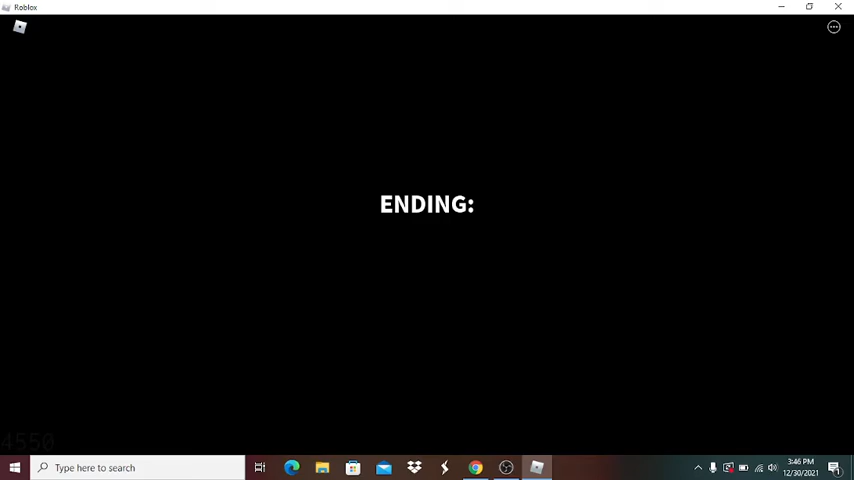 Roblox
ENDING:
4550
Type here to search
3:46 PM
12/30/2021